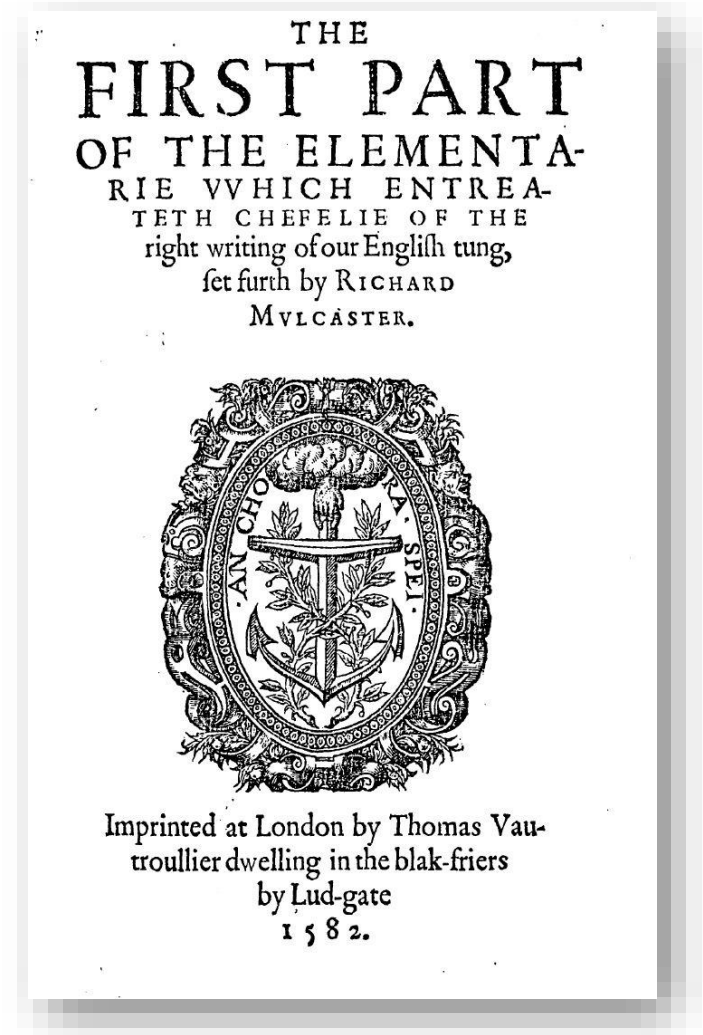 THE
FIRST PART
OF THE ELEMENTA-
RIE VVHICH ENTREA-
TETH CHEFELIE OF THE
right writing of our Engliſh tung,
ſet furth by RICHARD
MVLCASTER.
·AN CHO RA· SPEI·
Imprinted at London by Thomas Vau-
troullier dwelling in the blak-friers
by Lud-gate
1582.